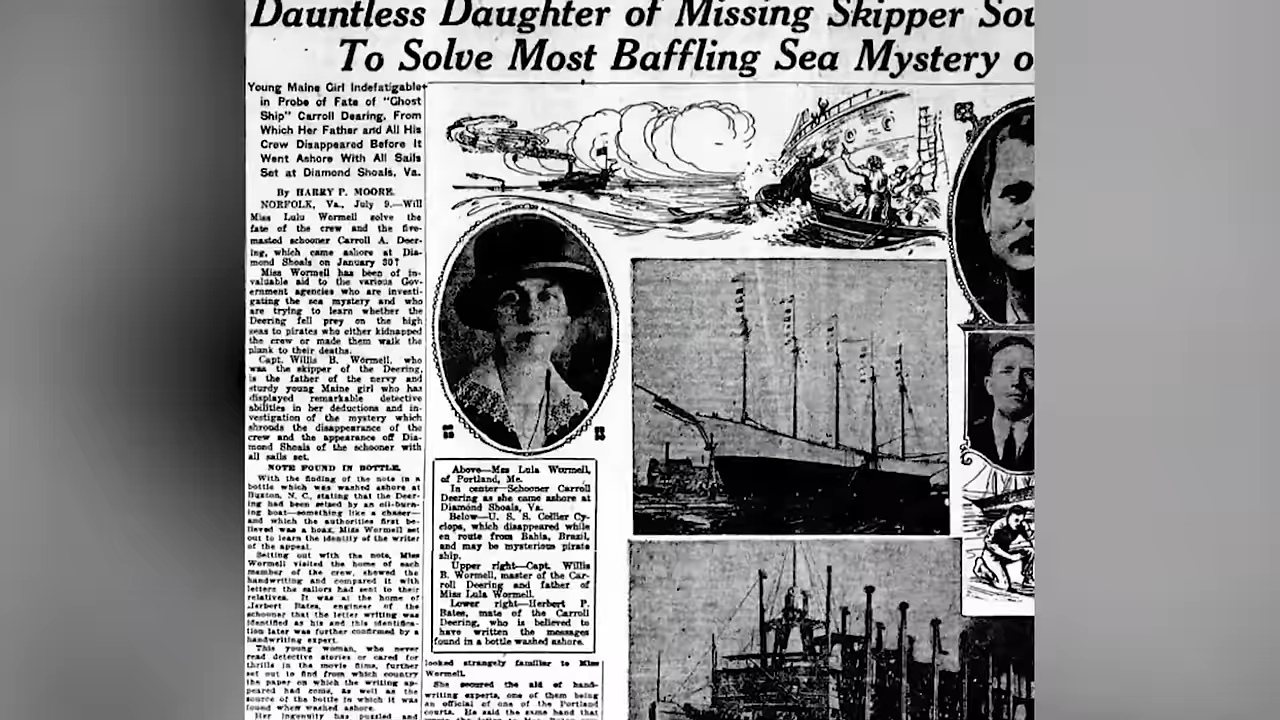 Dauntless Daughter of Missing Skipper Sou
To Solve Most Baffling Sea Mystery o
Young Maine Girl Indefatigable
in Probe of Fate of "Ghost
Ship" Carroll Dearing, From
Which Her Father and All His
Crew Disappeared Before It
Went Ashore With All Sails
Set at Diamond Shoals, Va.
By HARRY P. MOORE.
NORFOLK, Va., July 9.—Will
Miss Lulu Wormell solve the
fate of the crew and the five-
masted schooner Carroll A. Deer-
ing, which came ashore at Dia-
mond Shoals on January 30?
Miss Wormell has been of in-
valuable aid to the various Gov-
ernment agencies who are investi-
gating the sea mystery and who
are trying to learn whether the
Deering fell prey on the high
seas to pirates who either kidnapped
the crew or made them walk the
plank to their deaths.
Capt. Willis B. Wormell, who
was the skipper of the Deering,
is the father of the nervy and
sturdy young Maine girl who has
displayed remarkable detective
abilities in her deductions and in-
vestigation of the mystery which
shrouds the disappearance of the
crew and the appearance off Dia-
mond Shoals of the schooner with
all sails set.
NOTE FOUND IN BOTTLE.
With the finding of the note in a
bottle which was washed ashore at
Buxton, N. C., stating that the Deer-
ing had been seized by an oil-burn-
ing boat—something like a chaser—
and which the authorities first be-
lieved was a hoax, Miss Wormell set
out to learn the identity of the writer
of the appeal.
Setting out with the note, Miss
Wormell visited the home of each
member of the crew, showed the
handwriting and compared it with
letters the sailors had sent to their
relatives. It was at the home of
Bates, engineer of the
schooner that the letter writing was
identified as his and this identifica-
tion later was further confirmed by a
handwriting expert.
This young woman, who never
read detective stories or cared for
thrills in the movie films, further
set out to find from which country
the paper on which the writing ap-
peared had come, as well as the
source of the bottle in which it was
found when washed ashore.
Her ingenuity has puzzled and
Above—Mss Lula Wormell,
of Portland, Me.
In center—Schooner Carroll
Deering as she came ashore at
Diamond Shoals, Va.
Below—U. S. S. Collier Cy-
clops, which disappeared while
en route from Bahia, Brazil,
and may be mysterious pirate
ship.
Upper right—Capt. Willis
B. Wormell, master of the Car-
roll Deering and father of
Miss Lula Wormell.
Lower right—Herbert P.
Bates, mate of the Carroll
Deering, who is believed to
have written the messages
found in a bottle washed ashore.
looked strangely familiar to Miss
Wormell.
She secured the aid of hand-
writing experts, one of them being
an official of one of the Portland
courts. He said the same hand that